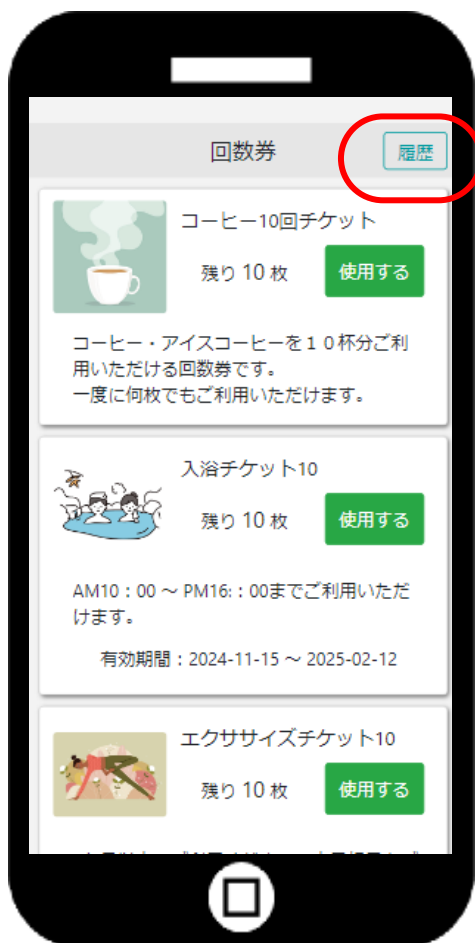 回数券
履歴
コーヒー10回チケット
残り 10 枚
使用する
コーヒー・アイスコーヒーを１０杯分ご利
用いただける回数券です。
一度に何枚でもご利用いただけます。
入浴チケット10
残り 10 枚
使用する
AM10：00 ～ PM16:：00までご利用いただ
けます。
有効期間：2024-11-15 ～ 2025-02-12
エクササイズチケット10
残り 10 枚
使用する